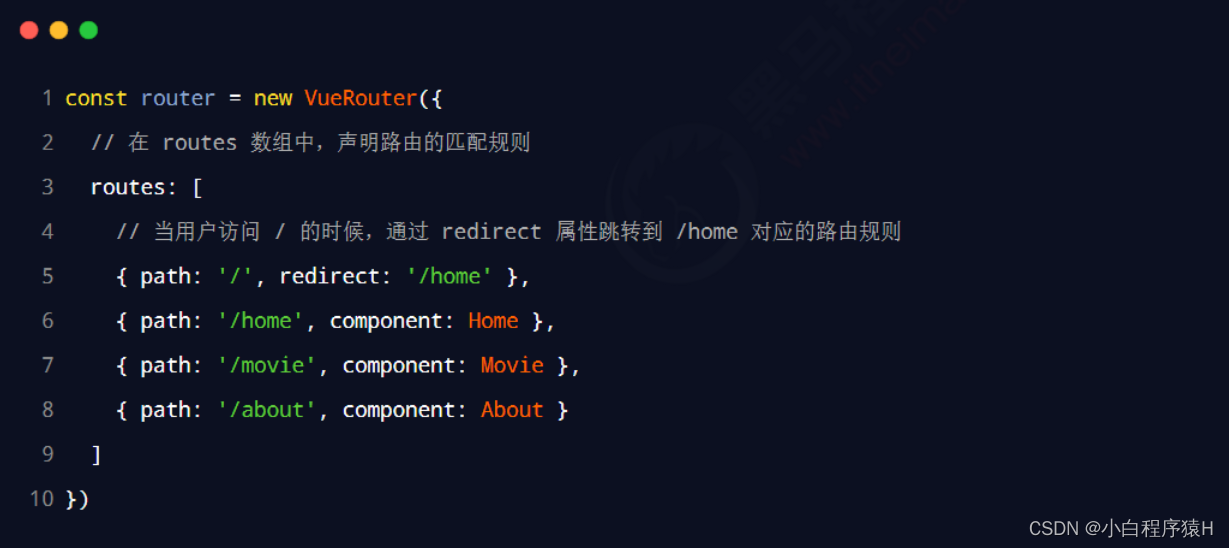 1 const router = new VueRouter({
2 // 在 routes 数组中，声明路由的匹配规则
3 routes: [
4 // 当用户访问 / 的时候，通过 redirect 属性跳转到 /home 对应的路由规则
5 { path: '/', redirect: '/home' },
6 { path: '/home', component: Home },
7 { path: '/movie', component: Movie },
8 { path: '/about', component: About }
9 ]
10 })
CSDN @小白程序猿H